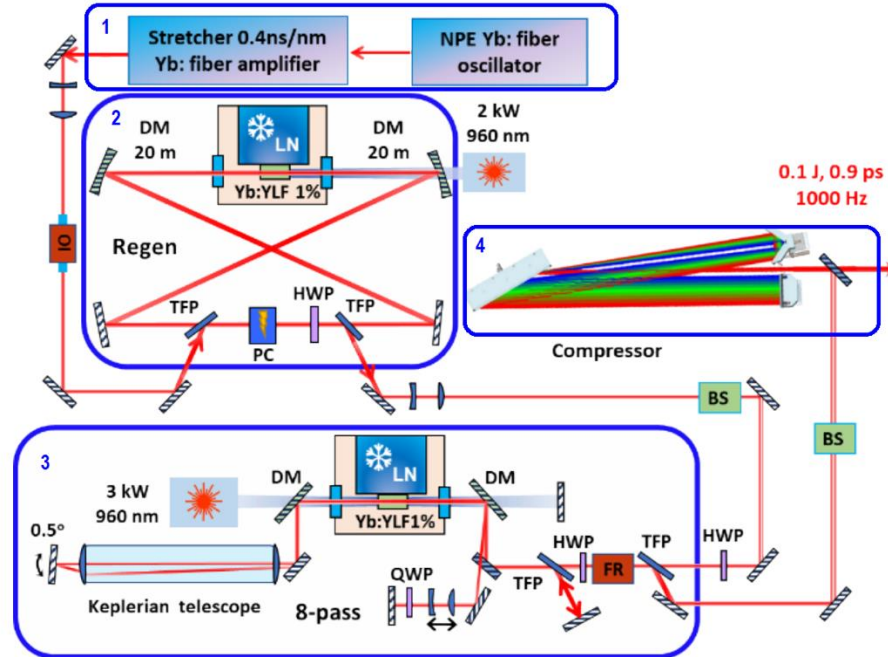 1
Stretcher 0.4ns/nm
Yb: fiber amplifier
NPE Yb: fiber
oscillator
2
DM
20 m
LN
DM
20 m
2 kW
960 nm
Yb:YLF 1%
0.1 J, 0.9 ps
1000 Hz
IO
Regen
4
TFP
HWP
TFP
PC
Compressor
BS
BS
3
3 kW
960 nm
DM
LN
DM
Yb:YLF1%
0.5°
HWP
TFP
HWP
FR
QWP
TFP
Keplerian telescope
8-pass